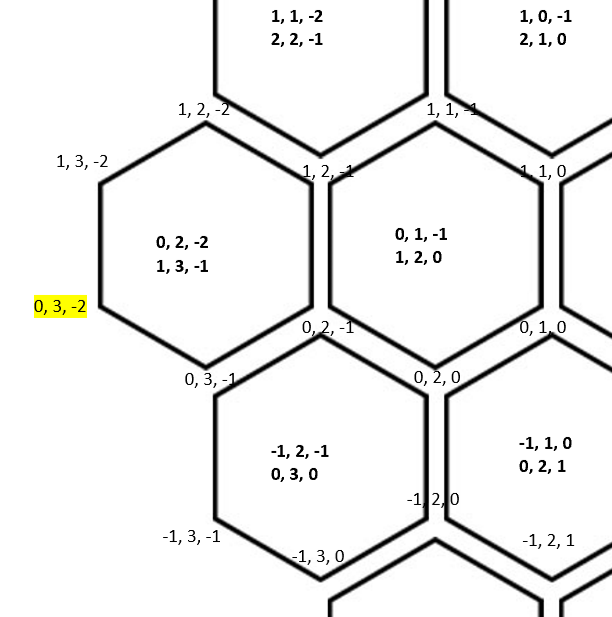 1, 1, -2
2, 2, -1
1, 0, -1
2, 1, 0
1, 2, -2
1, 1, -1
1, 3, -2
1, 2, -1
1, 1, 0
0, 2, -2
1, 3, -1
0, 1, -1
1, 2, 0
0, 3, -2
0, 2, -1
0, 1, 0
0, 3, -1
0, 2, 0
-1, 2, -1
0, 3, 0
-1, 1, 0
0, 2, 1
-1, 2, 0
-1, 3, -1
-1, 2, 1
-1, 3, 0